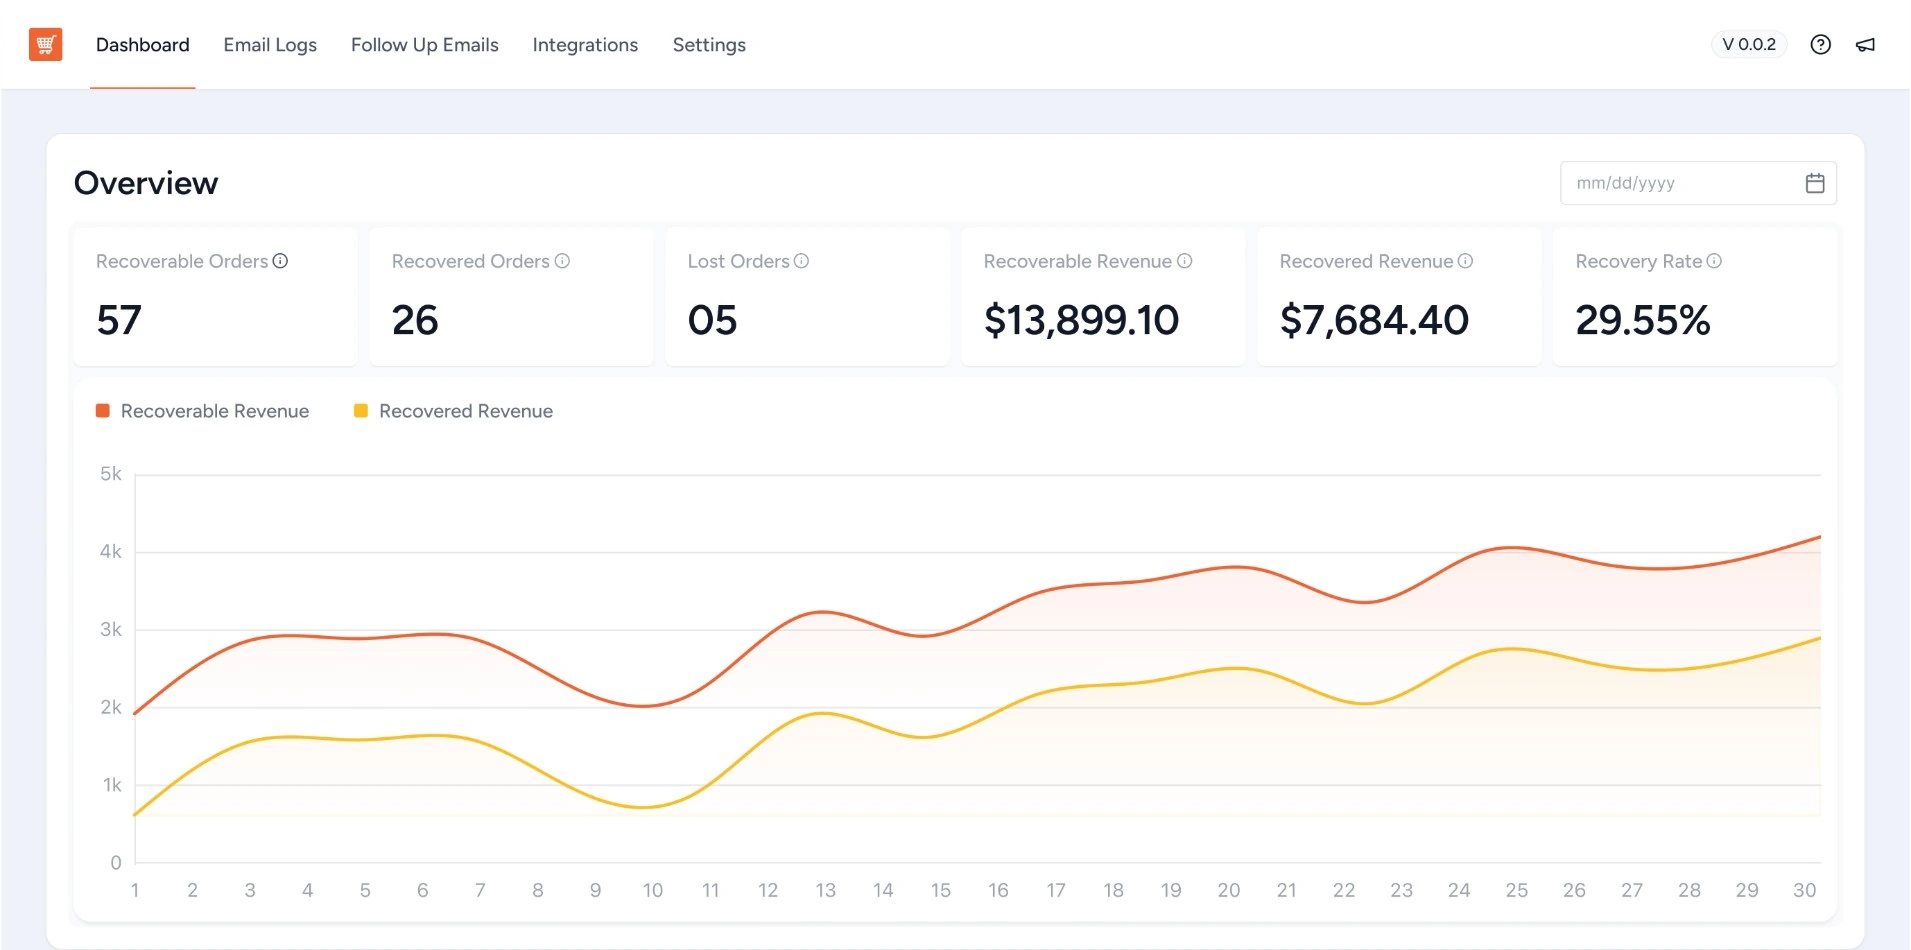 Dashboard Email Logs Follow Up Emails Integrations Settings V 0.0.2
Overview mm/dd/yyyy
Recoverable Orders Recovered Orders Lost Orders Recoverable Revenue Recovered Revenue Recovery Rate
57 26 05 $13,899.10 $7,684.40 29.55%
Recoverable Revenue Recovered Revenue
5k
4k
3k
2k
1k
0
1 2 3 4 5 6 7 8 9 10 11 12 13 14 15 16 17 18 19 20 21 22 23 24 25 26 27 28 29 30